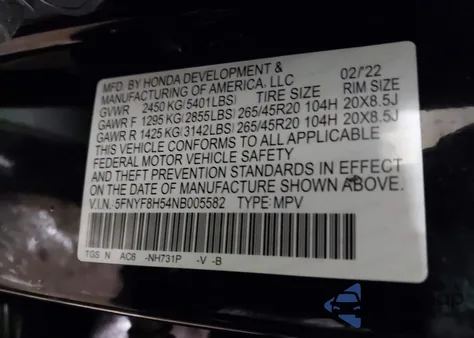 MFD. BY HONDA DEVELOPMENT &
MANUFACTURING OF AMERICA, LLC 02/'22
GVWR 2450 KG(5401LBS) TIRE SIZE RIM SIZE
GAWR F 1295 KG(2855LBS) 265/45R20 104H 20X8.5J
GAWR R 1425 KG(3142LBS) 265/45R20 104H 20X8.5J
THIS VEHICLE CONFORMS TO ALL APPLICABLE
FEDERAL MOTOR VEHICLE SAFETY
AND THEFT PREVENTION STANDARDS IN EFFECT
ON THE DATE OF MANUFACTURE SHOWN ABOVE.
V.I.N. 5FNYF8H54NB005582 TYPE: MPV
TGS N AC6 -NH731P -V -B